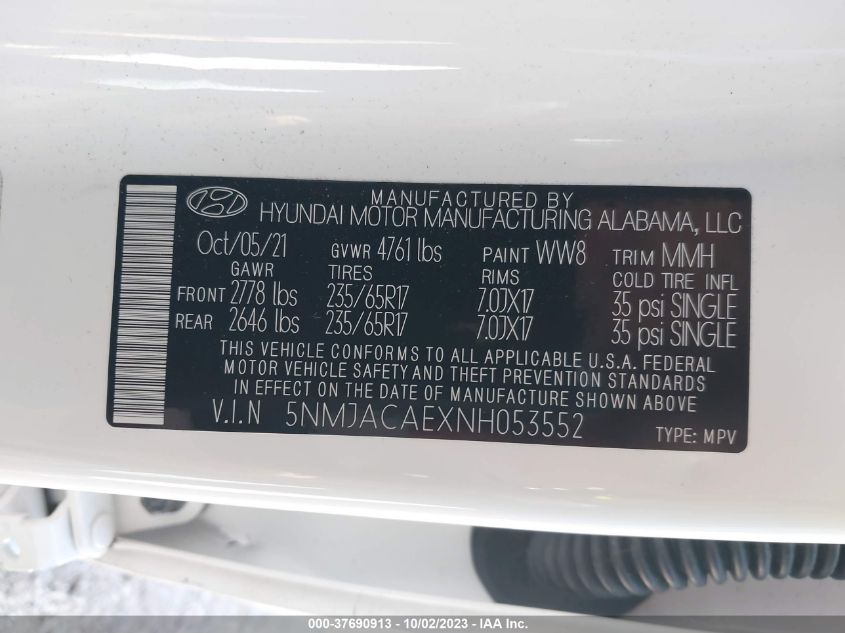 MANUFACTURED BY
HYUNDAI MOTOR MANUFACTURING ALABAMA, LLC
Oct/05/21 GVWR 4761 lbs PAINT WW8 TRIM MMH
GAWR TIRES RIMS COLD TIRE INFL
FRONT 2778 lbs 235/65R17 7.0JX17 35 psi SINGLE
REAR 2646 lbs 235/65R17 7.0JX17 35 psi SINGLE
THIS VEHICLE CONFORMS TO ALL APPLICABLE U.S.A. FEDERAL
MOTOR VEHICLE SAFETY AND THEFT PREVENTION STANDARDS
IN EFFECT ON THE DATE OF MANUFACTURE SHOWN ABOVE
V.I.N 5NMJACAEXNH053552 TYPE: MPV
000-37690913 - 10/02/2023 - IAA Inc.